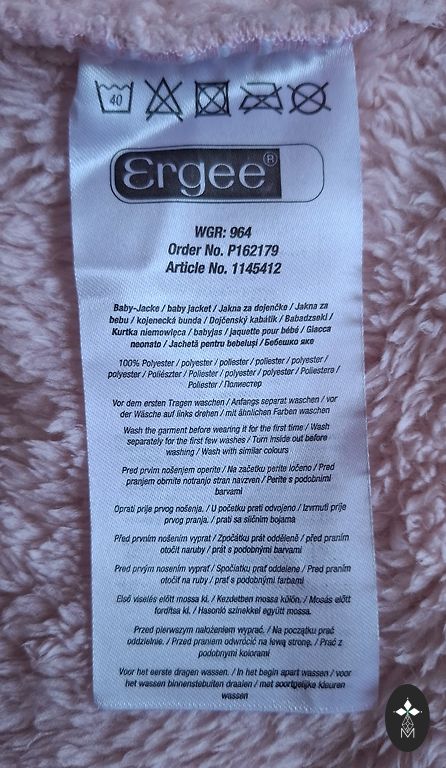 40
εrgee®
WGR: 964
Order No. P162179
Article No. 1145412
Baby-Jacke / baby jacket / Jakna za dojenčke / Jakna za
bebu / kojenecká bunda / Dojčenský kabátik / Babadzseki /
Kurtka niemowlęca / babyjas / jaquette pour bébé / Giacca
neonato / Jachetă pentru bebeluși / Бебешко яке
100% Polyester / polyester / poliester / poliester / polyester /
polyester / Poliészter / Poliester / polyester / polyester / Poliestere /
Poliester / Полиестер
Vor dem ersten Tragen waschen / Anfangs separat waschen / vor
der Wäsche auf links drehen / mit ähnlichen Farben waschen
Wash the garment before wearing it for the first time / Wash
separately for the first few washes / Turn inside out before
washing / Wash with similar colours
Pred prvim nošenjem operite / Na začetku perite ločeno / Pred
pranjem obrnite notranjo stran navzven / Perite s podobnimi
barvami
Oprati prije prvog nošenja. / U početku prati odvojeno / Izvrnuti prije
prvog pranja. / prati sa sličnim bojama
Před prvním nošením vyprat / Zpočátku prát odděleně / před praním
otočit naruby / prát s podobnými barvami
Pred prvým nosením vyprať / Spočiatku prať oddelene / Pred praním
otočiť na ruby / prať s podobnými farbami
Első viselés előtt mossa ki. / Kezdetben mossa külön. / Mosás előtt
fordítsa ki. / Hasonló színekkel együtt mossa.
Przed pierwszym nałożeniem wyprać. / Na początku prać
oddzielnie. / Przed praniem odwrócić na lewą stronę. / Prać z
podobnymi kolorami
Voor het eerste dragen wassen. / In het begin apart wassen / voor
het wassen binnenstebuiten draaien / met soortgelijke kleuren
wassen